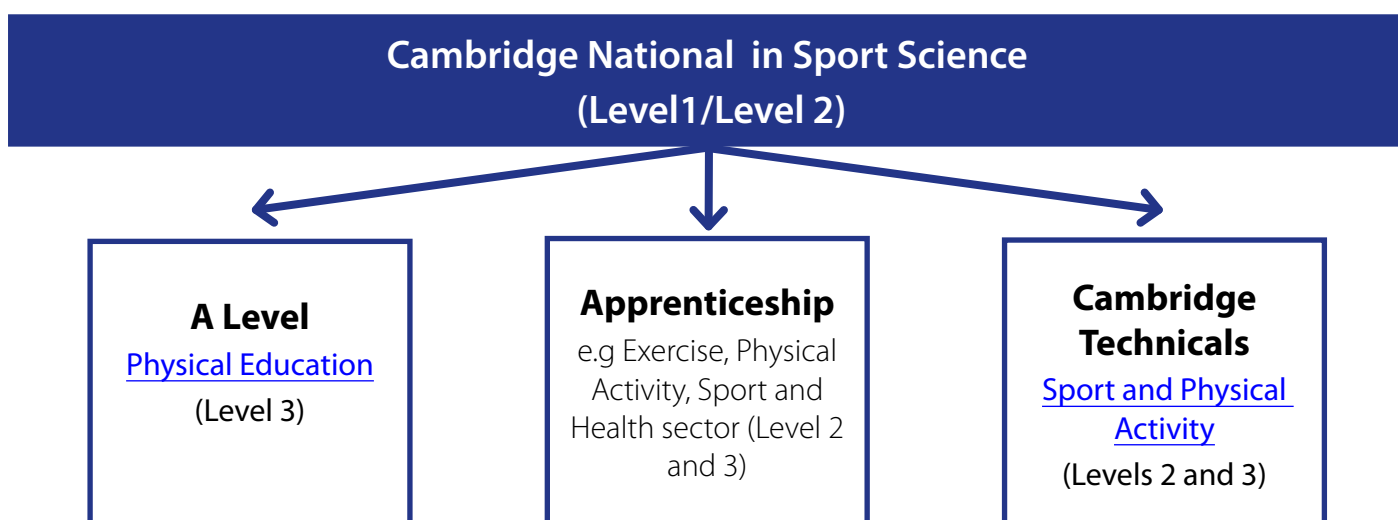 Cambridge National in Sport Science
(Level1/Level 2)
A Level
Physical Education
(Level 3)
Apprenticeship
e.g Exercise, Physical
Activity, Sport and
Health sector (Level 2
and 3)
Cambridge
Technicals
Sport and Physical
Activity
(Levels 2 and 3)